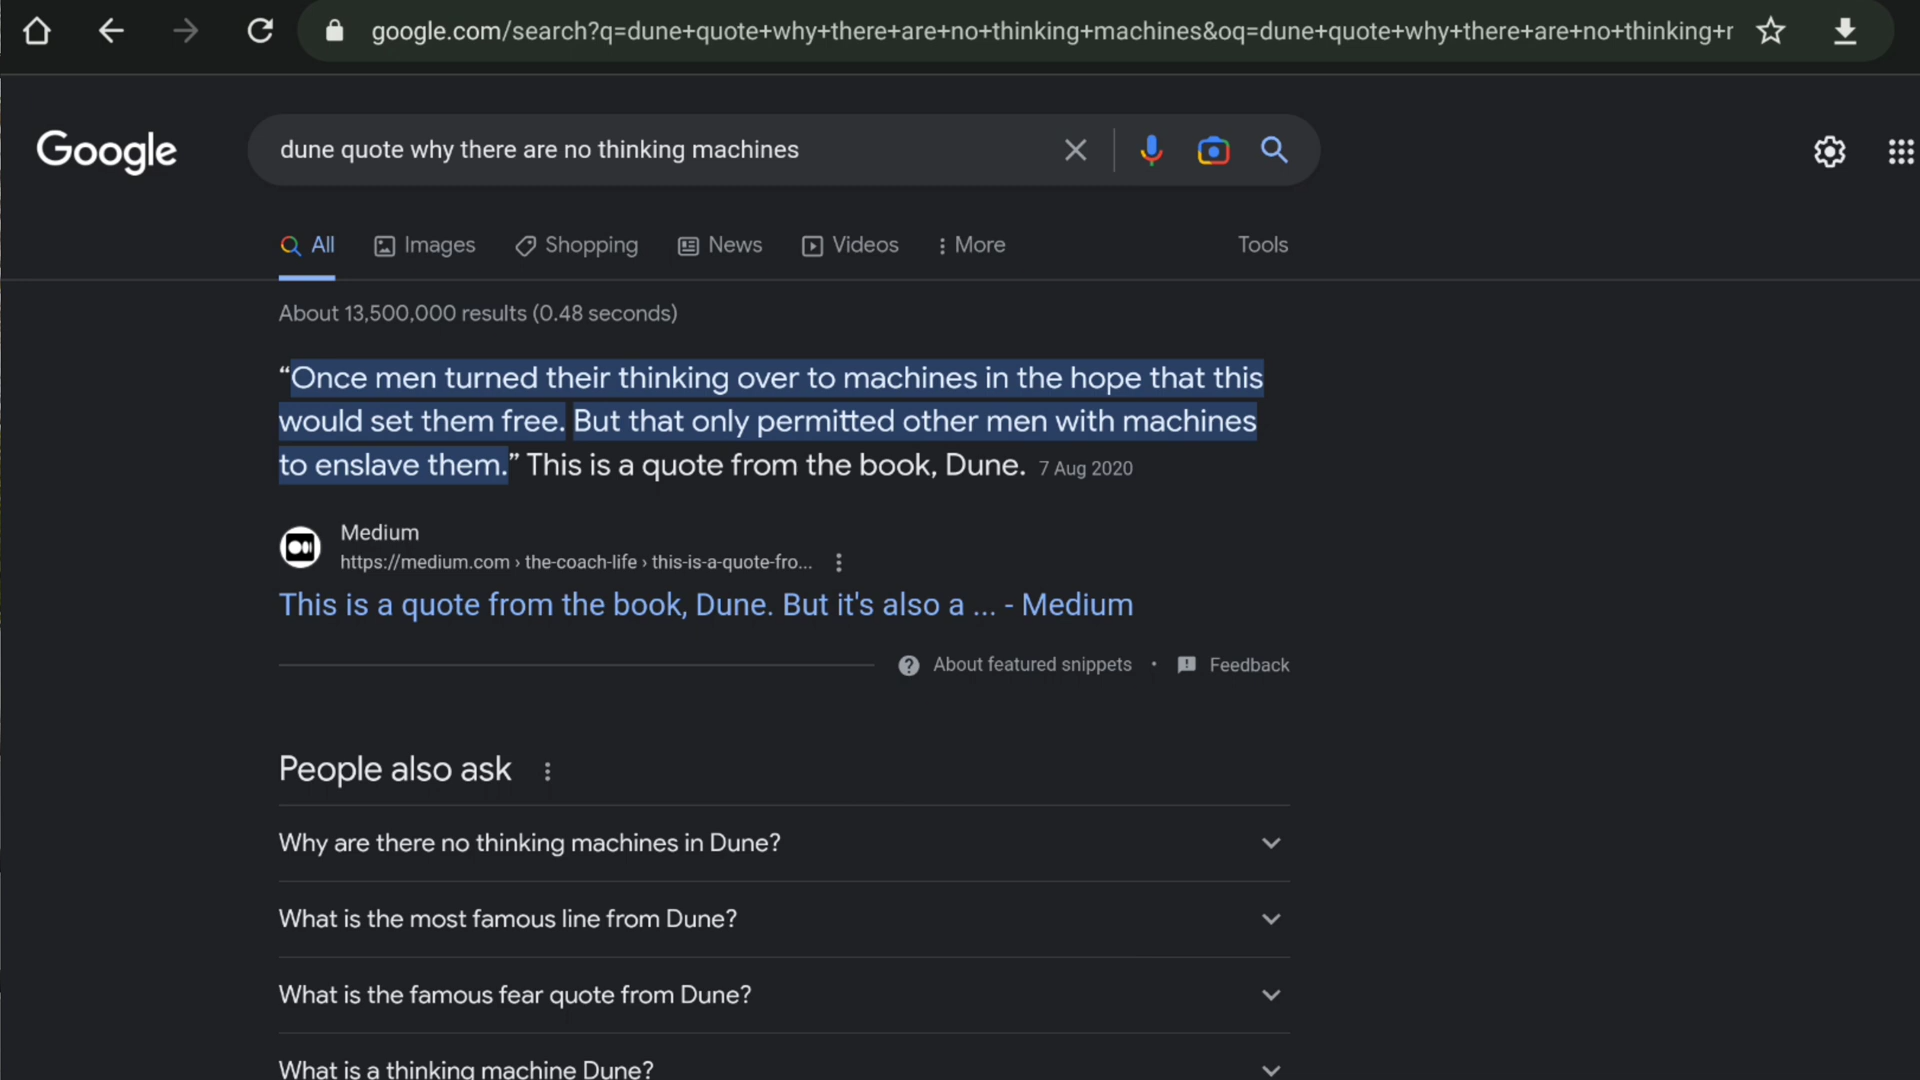 google.com/search?q=dune+quote+why+there+are+no+thinking+machines&oq=dune+quote+why+there+are+no+thinking+r
Google
dune quote why there are no thinking machines
All Images Shopping News Videos More Tools
About 13,500,000 results (0.48 seconds)
“Once men turned their thinking over to machines in the hope that this
would set them free. But that only permitted other men with machines
to enslave them.” This is a quote from the book, Dune. 7 Aug 2020
Medium
https://medium.com › the-coach-life › this-is-a-quote-fro...
This is a quote from the book, Dune. But it's also a ... - Medium
About featured snippets • Feedback
People also ask
Why are there no thinking machines in Dune?
What is the most famous line from Dune?
What is the famous fear quote from Dune?
What is a thinking machine Dune?